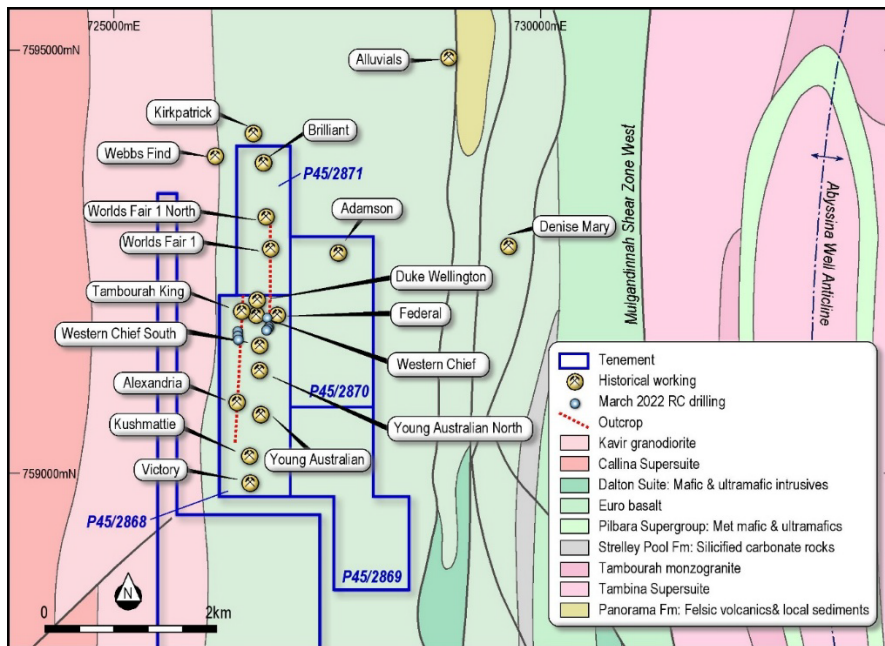 725000mE
730000mE
7595000mN
Alluvials
Kirkpatrick
Brilliant
Webbs Find
P45/2871
Worlds Fair 1 North
Adamson
Denise Mary
Worlds Fair 1
Duke Wellington
Tambourah King
Federal
Western Chief South
Western Chief
Alexandria
P45/2870
Young Australian North
Kushmattie
Young Australian
759000mN
Victory
P45/2868
P45/2869
Mulgandinnah Shear Zone West
Abyssina Well Anticline
N
0 2km
Tenement
Historical working
March 2022 RC drilling
Outcrop
Kavir granodiorite
Callina Supersuite
Dalton Suite: Mafic & ultramafic intrusives
Euro basalt
Pilbara Supergroup: Met mafic & ultramafics
Strelley Pool Fm: Silicified carbonate rocks
Tambourah monzogranite
Tambina Supersuite
Panorama Fm: Felsic volcanics& local sediments